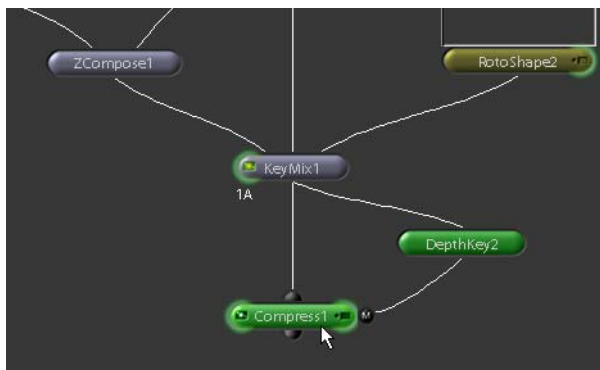 ZCompose1
RotoShape2
KeyMix1
1A
DepthKey2
Compress1
M